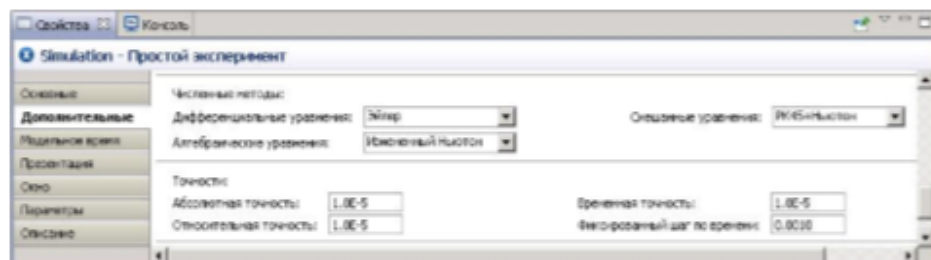 Свойства Консоль
Simulation - Простой эксперимент
Основные
Дополнительные
Модельное время
Презентация
Окно
Параметры
Описание
Численные методы:
Дифференциальные уравнения: Эйлер Смешанные уравнения: РК45+Ньютон
Алгебраические уравнения: Измененный Ньютон
Точности:
Абсолютная точность: 1.0E-5 Временная точность: 1.0E-5
Относительная точность: 1.0E-5 Фиксированный шаг по времени: 0.0010